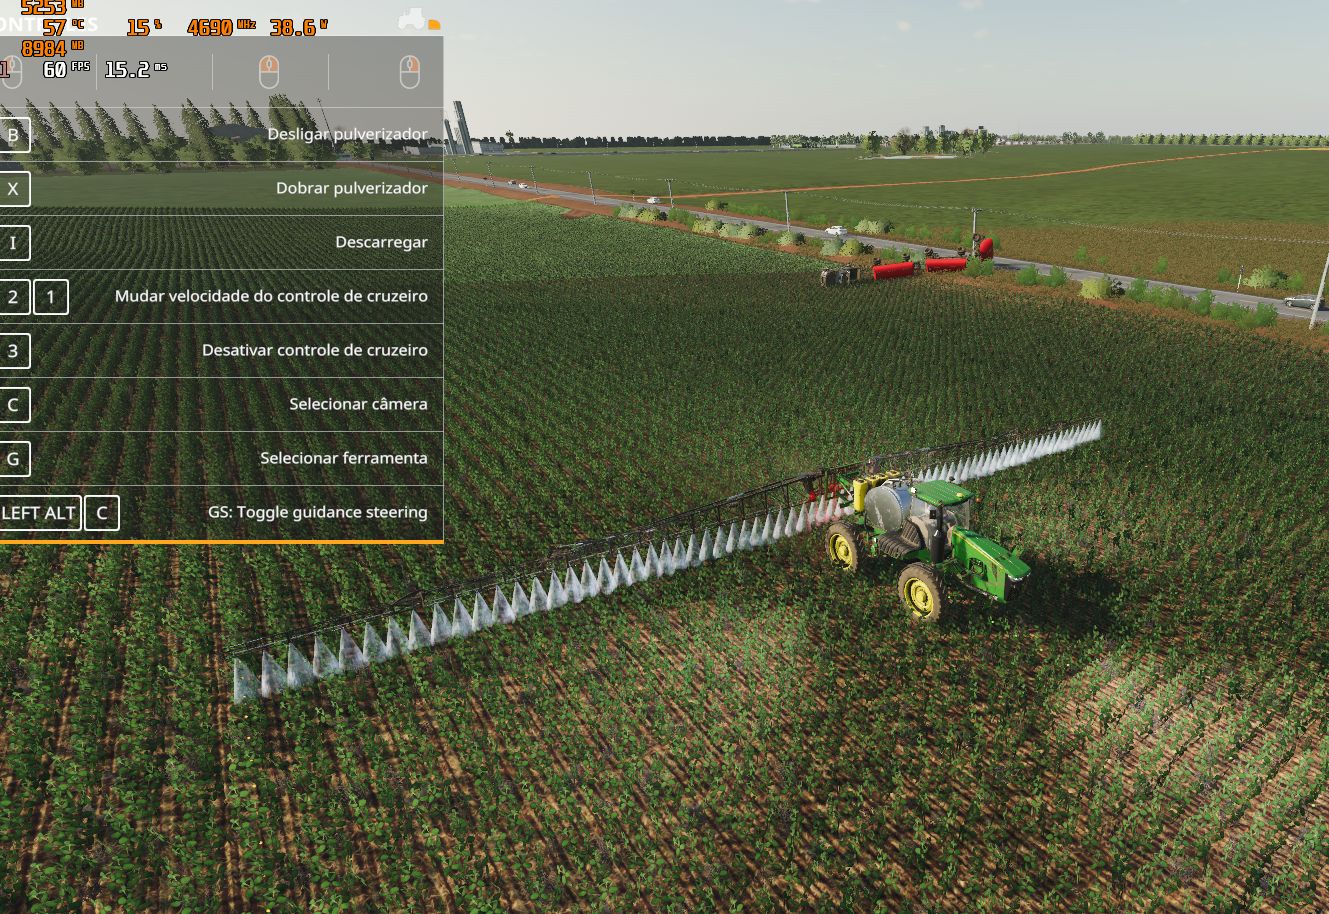 5253 MB
57 °C 15 % 4690 MHz 38.6 W
8984 MB
60 FPS 15.2 ms
B Desligar pulverizador
X Dobrar pulverizador
I Descarregar
2 1 Mudar velocidade do controle de cruzeiro
3 Desativar controle de cruzeiro
C Selecionar câmera
G Selecionar ferramenta
LEFT ALT C GS: Toggle guidance steering